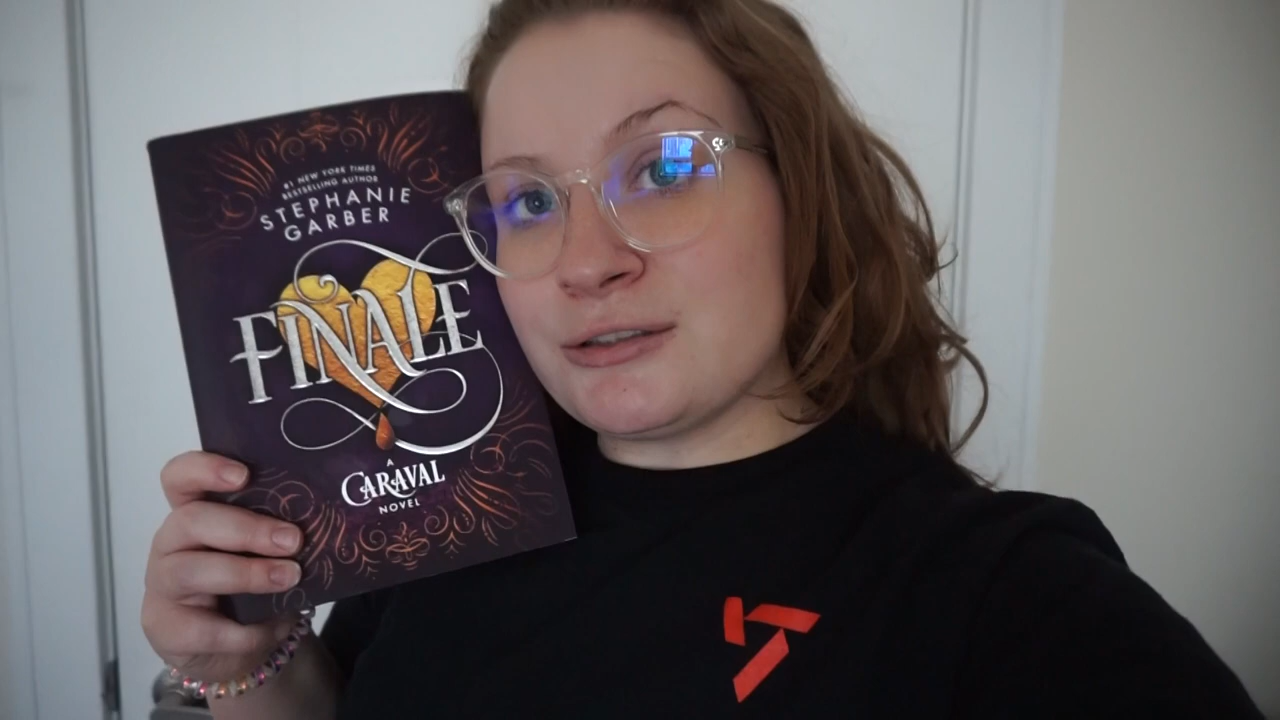 #1 NEW YORK TIMES
BESTSELLING AUTHOR
STEPHANIE
GARBER
FINALE
A
CARAVAL
NOVEL